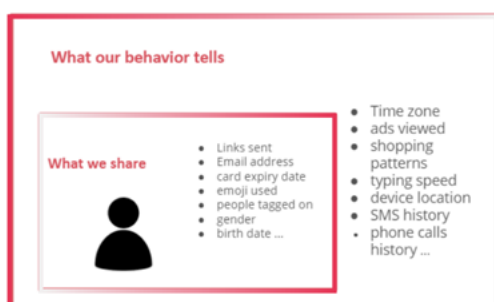 What our behavior tells
What we share
● Links sent
● Email address
● card expiry date
● emoji used
● people tagged on
● gender
● birth date ...
● Time zone
● ads viewed
● shopping
patterns
● typing speed
● device location
● SMS history
● phone calls
history ...